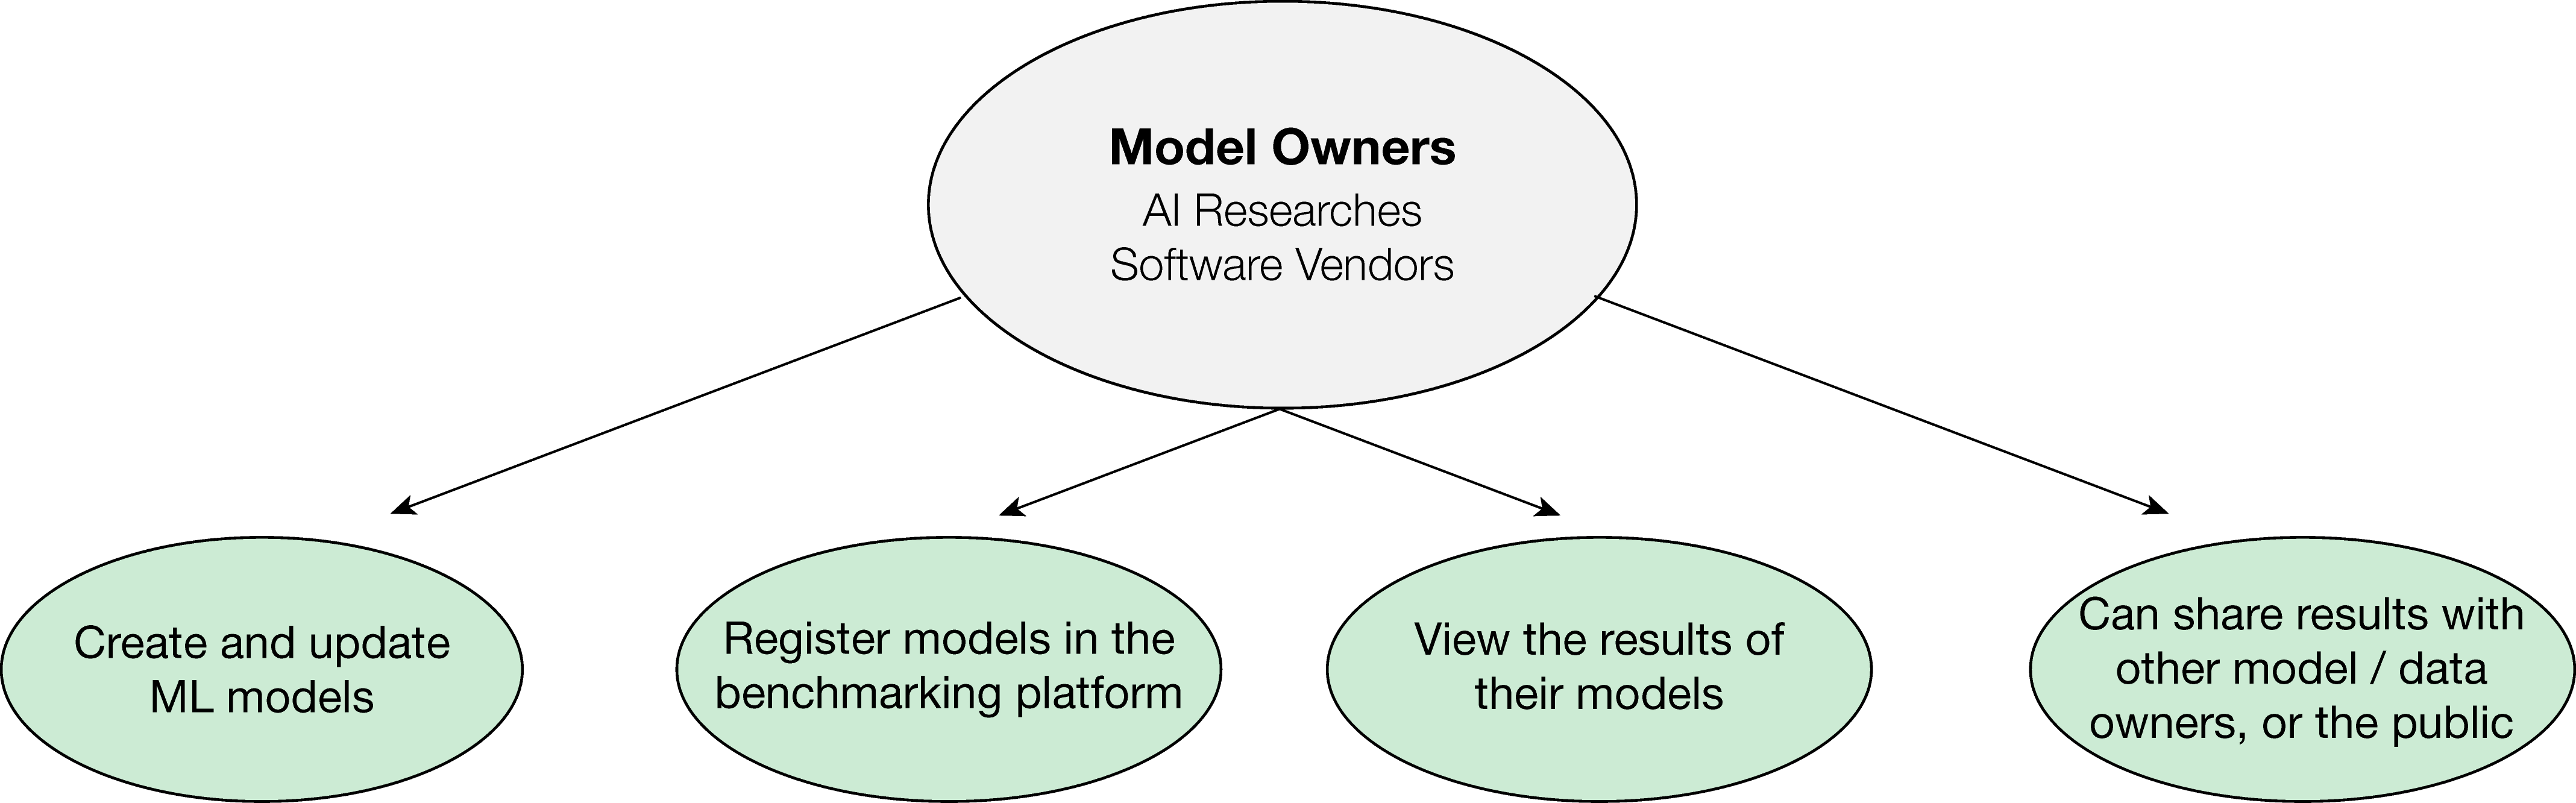 Model Owners
AI Researches
Software Vendors
Create and update
ML models
Register models in the
benchmarking platform
View the results of
their models
Can share results with
other model / data
owners, or the public